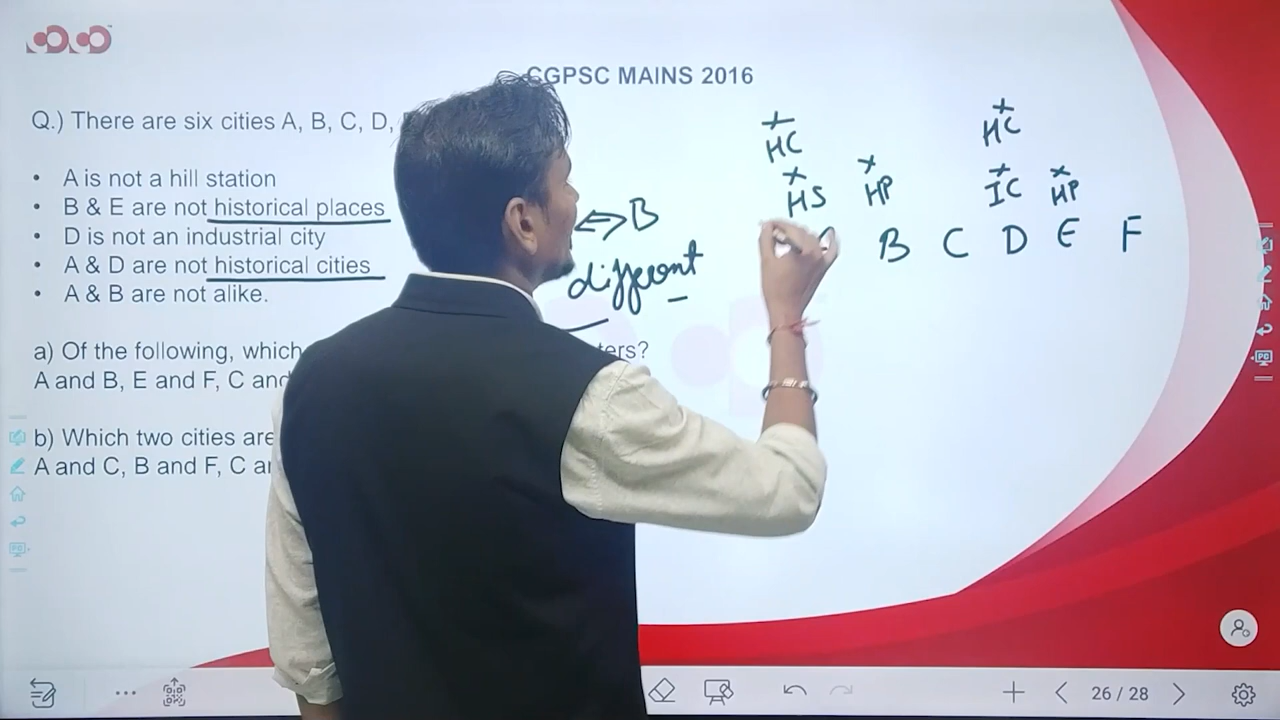 CGPSC MAINS 2016
Q.) There are six cities A, B, C, D,
• A is not a hill station
• B & E are not historical places
• D is not an industrial city
• A & D are not historical cities
• A & B are not alike.
a) Of the following, which
A and B, E and F, C and
b) Which two cities are
A and C, B and F, C
⟷ B
different
HC
HS
HP
HC
IC
HP
B C D E F
26 / 28